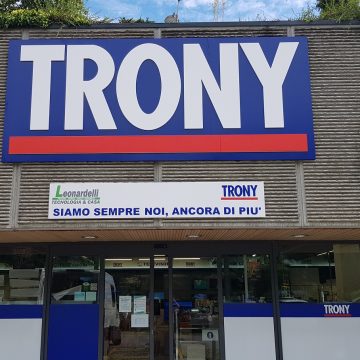 TRONY
Leonardelli TRONY
TECNOLOGIA & CASA
SIAMO SEMPRE NOI, ANCORA DI PIU'
TRONY